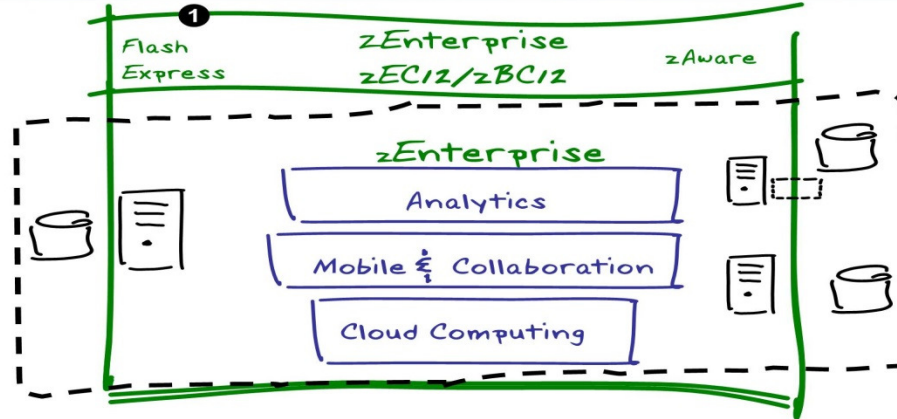 1
Flash
Express
zEnterprise
zEC12/zBC12
zAware
zEnterprise
Analytics
Mobile & Collaboration
Cloud Computing